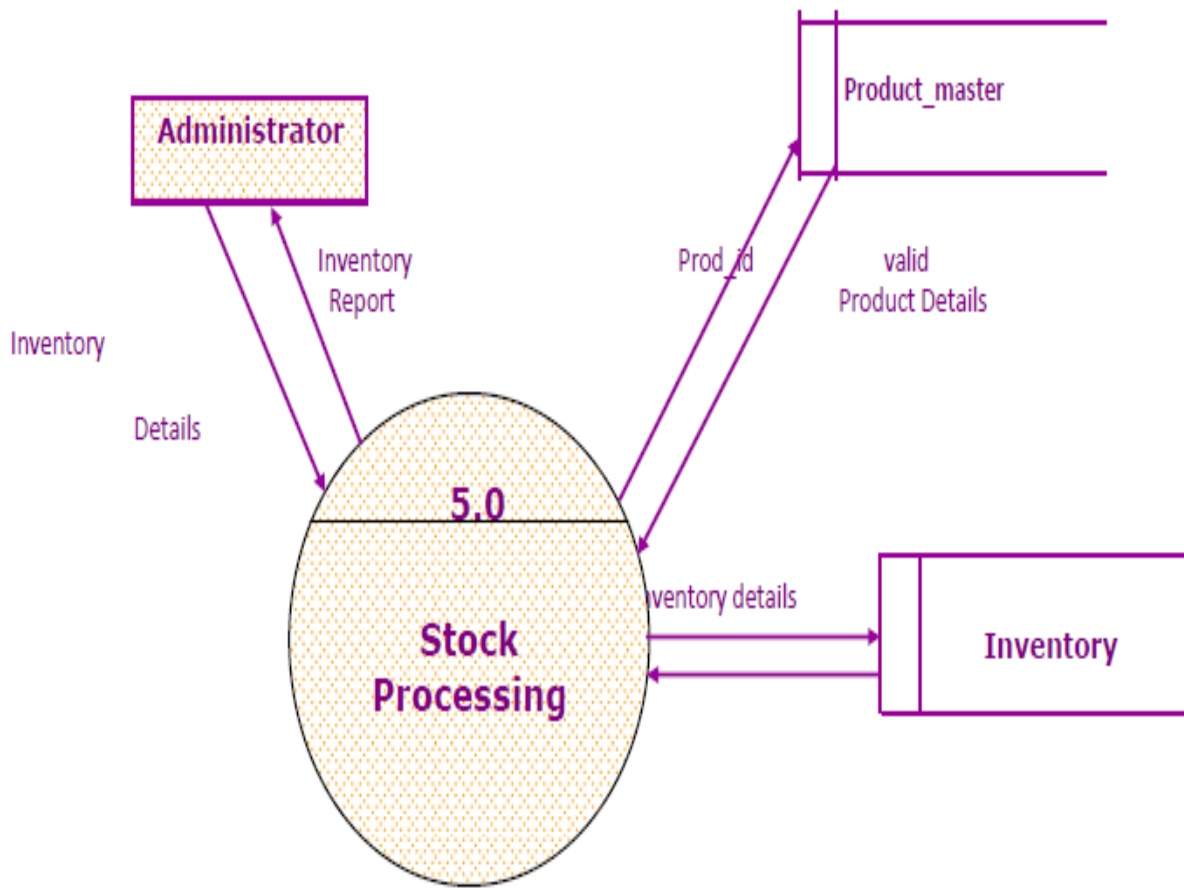 Product_master
Administrator
Inventory
Report
Prod_id
valid
Product Details
Inventory
Details
5.0
nventory details
Stock
Processing
Inventory